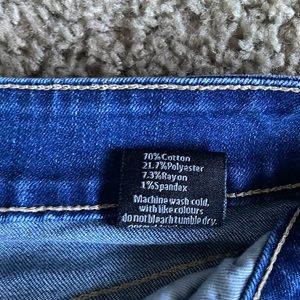 70%Cotton
21.7%Polyester
7.3%Rayon
1%Spandex
Machine wash cold,
with like colours
do not bleach tumble dry.